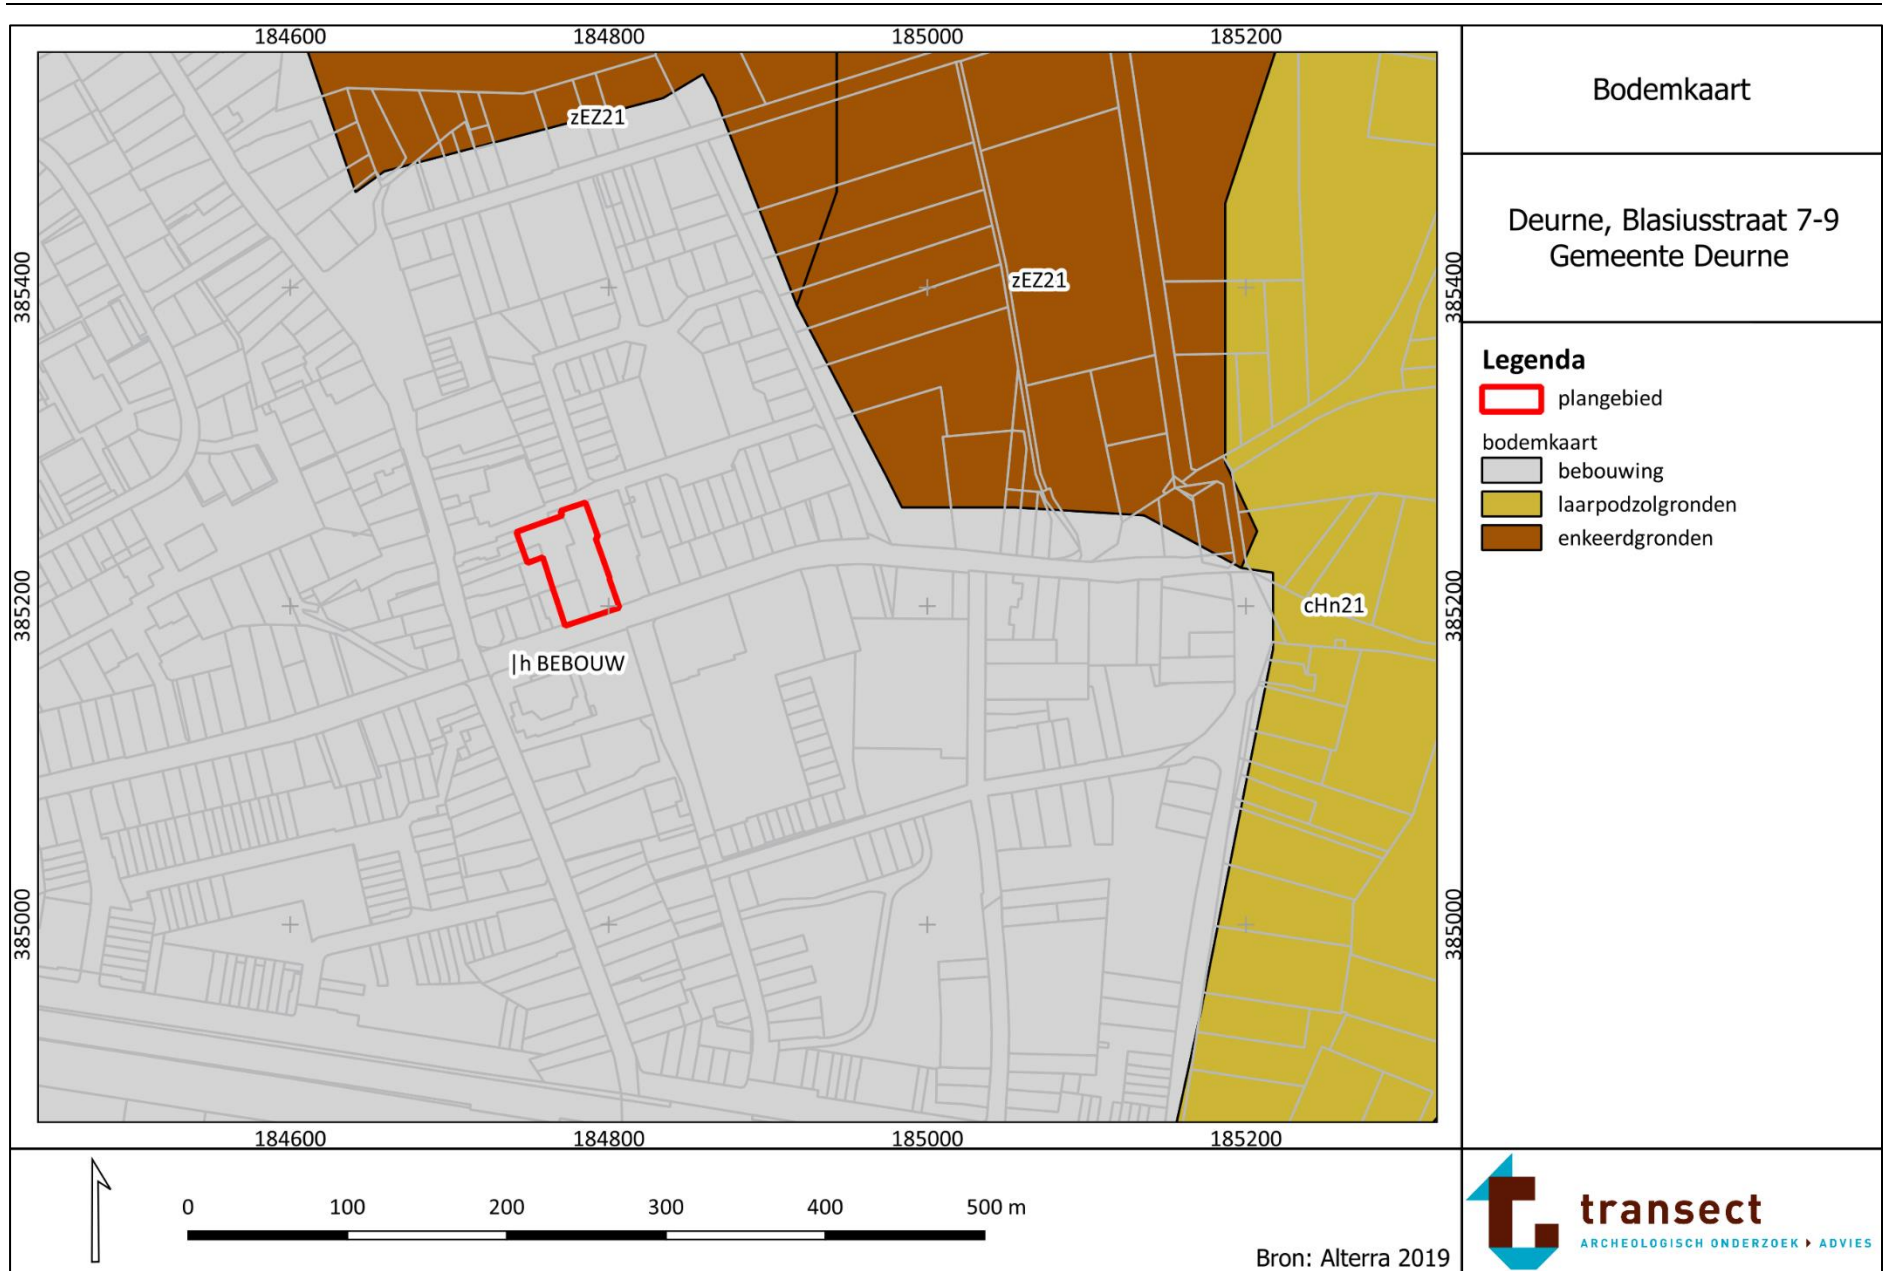 184600 184800 185000 185200
Bodemkaart
Deurne, Blasiusstraat 7-9
Gemeente Deurne
Legenda
plangebied
bodemkaart
bebouwing
laarpodzolgronden
enkeerdgronden
zEZ21
zEZ21
385400 385400
385200 385200
cHn21
|h BEBOUW
385000 385000
184600 184800 185000 185200
0 100 200 300 400 500 m
Bron: Alterra 2019
transect
ARCHEOLOGISCH ONDERZOEK ▸ ADVIES